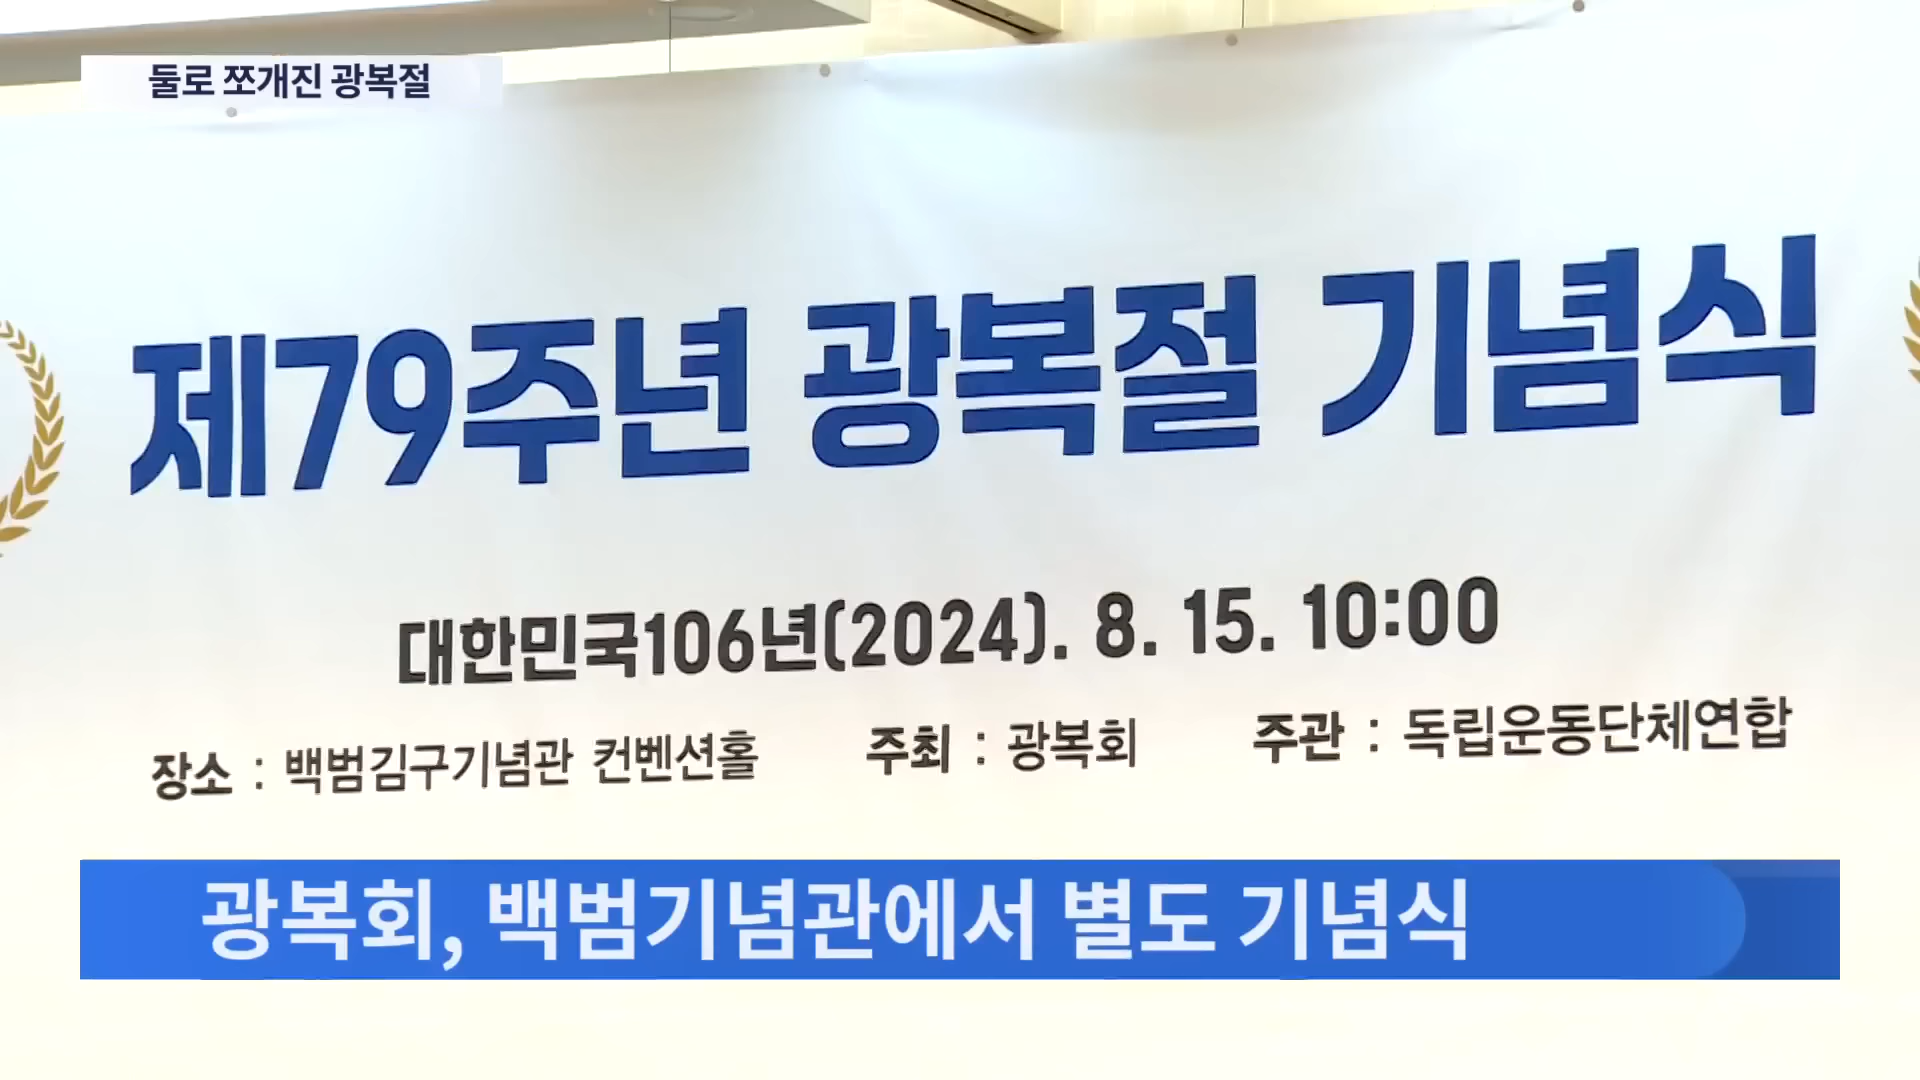 둘로 쪼개진 광복절
제79주년 광복절 기념식
대한민국106년(2024). 8. 15. 10:00
장소 : 백범김구기념관 컨벤션홀 주최 : 광복회 주관 : 독립운동단체연합
광복회, 백범기념관에서 별도 기념식